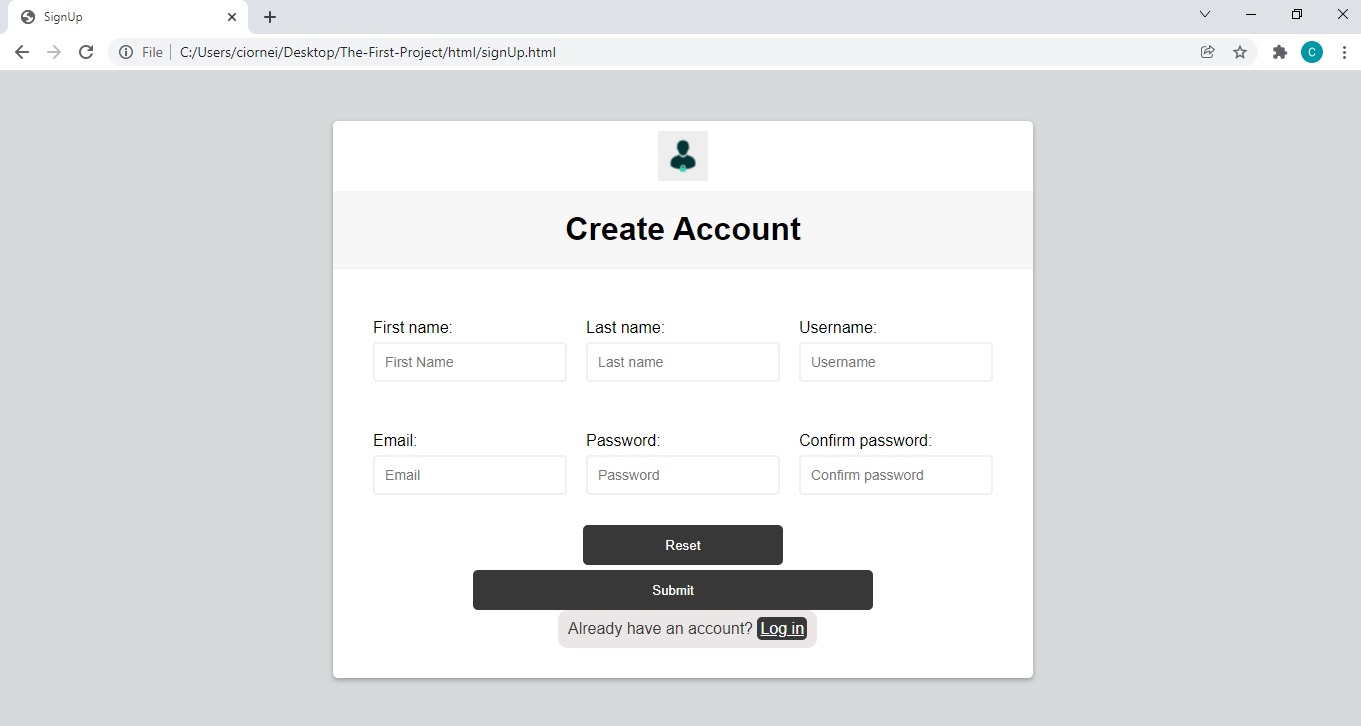 SignUp
File C:/Users/ciornei/Desktop/The-First-Project/html/signUp.html
C
Create Account
First name: Last name: Username:
First Name Last name Username
Email: Password: Confirm password:
Email Password Confirm password
Reset
Submit
Already have an account? Log in